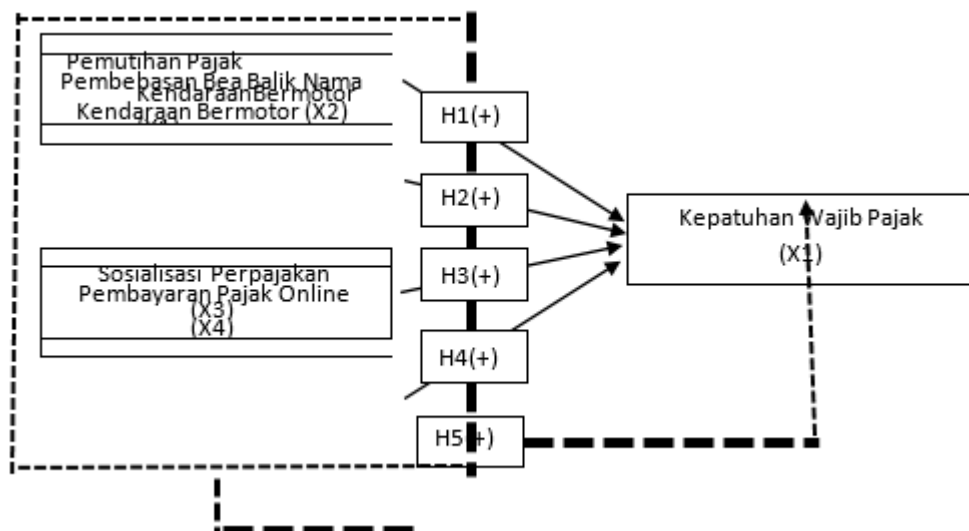 Pemutihan Pajak
Pembebasan Bea Balik Nama
KendaraanBermotor
Kendaraan Bermotor (X2)
H1(+)
H2(+)
Kepatuhan Wajib Pajak
(X1)
H3(+)
Sosialisasi Perpajakan
Pembayaran Pajak Online
(X3)
(X4)
H4(+)
H5(+)